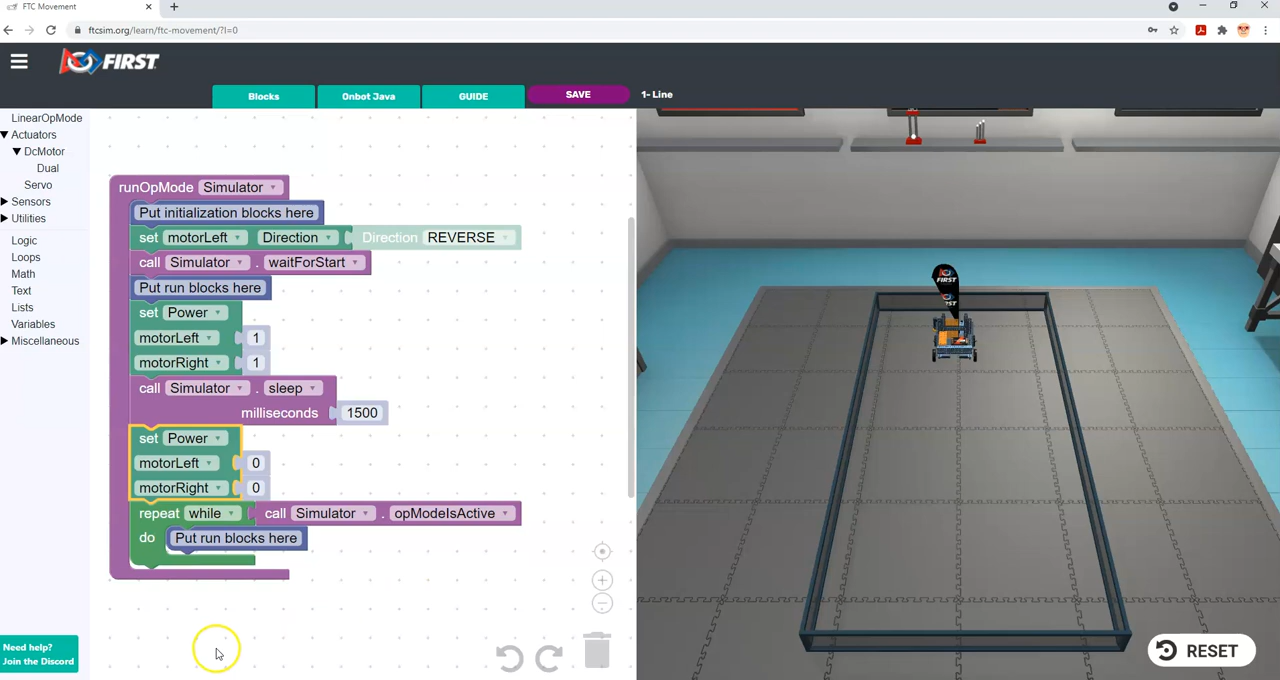 FTC Movement
ftcsim.org/learn/ftc-movement/?l=0
FIRST
Blocks
Onbot Java
GUIDE
SAVE
1- Line
LinearOpMode
Actuators
DcMotor
Dual
Servo
Sensors
Utilities
Logic
Loops
Math
Text
Lists
Variables
Miscellaneous
Need help?
Join the Discord
runOpMode Simulator
Put initialization blocks here
set motorLeft . Direction Direction REVERSE
call Simulator . waitForStart
Put run blocks here
set Power
motorLeft 1
motorRight 1
call Simulator . sleep
milliseconds 1500
set Power
motorLeft 0
motorRight 0
repeat while call Simulator . opModeIsActive
do Put run blocks here
FIRST
RESET